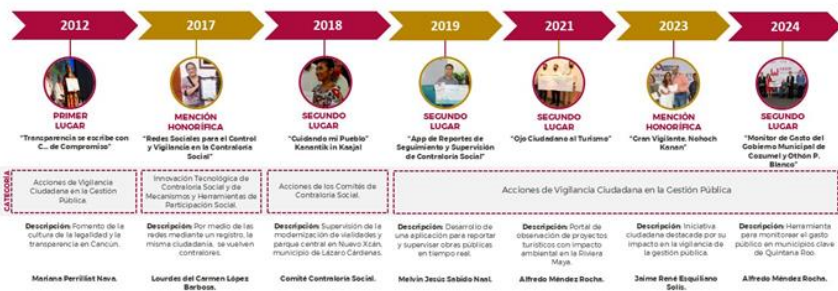 2012
2017
2018
2019
2021
2023
2024
PRIMER
LUGAR
"Transparencia se escribe con
C... de Compromiso"
MENCIÓN
HONORÍFICA
"Redes Sociales para el Control
y Vigilancia en la Contraloría
Social"
SEGUNDO
LUGAR
"Cuidando mi Pueblo"
Kanantik in Kaajal
SEGUNDO
LUGAR
"App de Reportes de
Seguimiento y Supervisión
de Contraloría Social"
SEGUNDO
LUGAR
"Ojo Ciudadano al Turismo"
MENCIÓN
HONORÍFICA
"Gran Vigilante, Nohoch
Kanan"
SEGUNDO
LUGAR
"Monitor de Gasto del
Gobierno Municipal de
Cozumel y Othón P.
Blanco"
CATEGORÍA
Acciones de Vigilancia
Ciudadana en la Gestión
Pública.
Innovación Tecnológica de
Contraloría Social y de
Mecanismos y Herramientas de
Participación Social.
Acciones de los Comités de
Contraloría Social.
Acciones de Vigilancia Ciudadana en la Gestión Pública
Descripción: Fomento de la
cultura de la legalidad y la
transparencia en Cancún.
Descripción: Por medio de las
redes mediante un registro, la
misma ciudadanía, se vuelven
contralores.
Descripción: Supervisión de la
modernización de vialidades y
parque central en Nuevo Xcán,
municipio de Lázaro Cárdenas.
Descripción: Desarrollo de
una aplicación para reportar
y supervisar obras públicas
en tiempo real.
Descripción: Portal de
observación de proyectos
turísticos con impacto
ambiental en la Riviera
Maya.
Descripción: Iniciativa
ciudadana destacada por su
impacto en la vigilancia de
la gestión pública.
Descripción: Herramienta
para monitorear el gasto
público en municipios clave
de Quintana Roo.
Mariana Perrilliat Nava.
Lourdes del Carmen López
Barbosa.
Comité Contraloría Social.
Melvin Jesús Sabido Naal.
Alfredo Méndez Rocha.
Jaime René Esquiliano
Solís.
Alfredo Méndez Rocha.